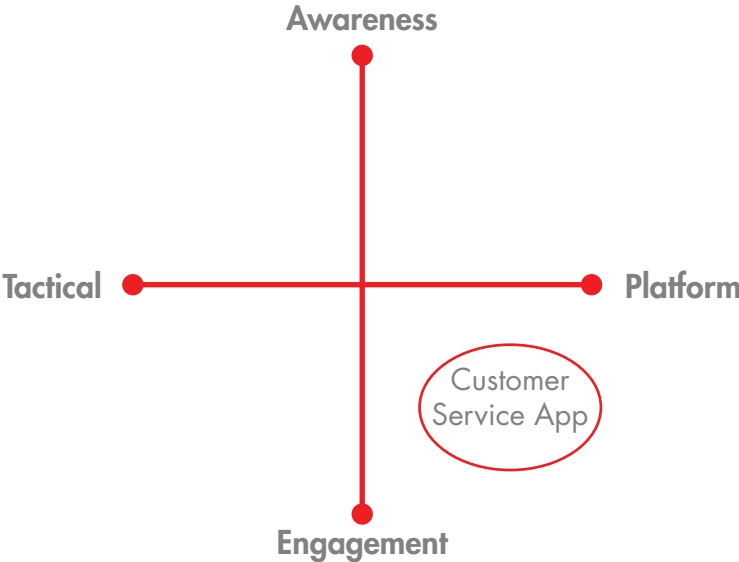 Awareness
Tactical
Platform
Customer
Service App
Engagement